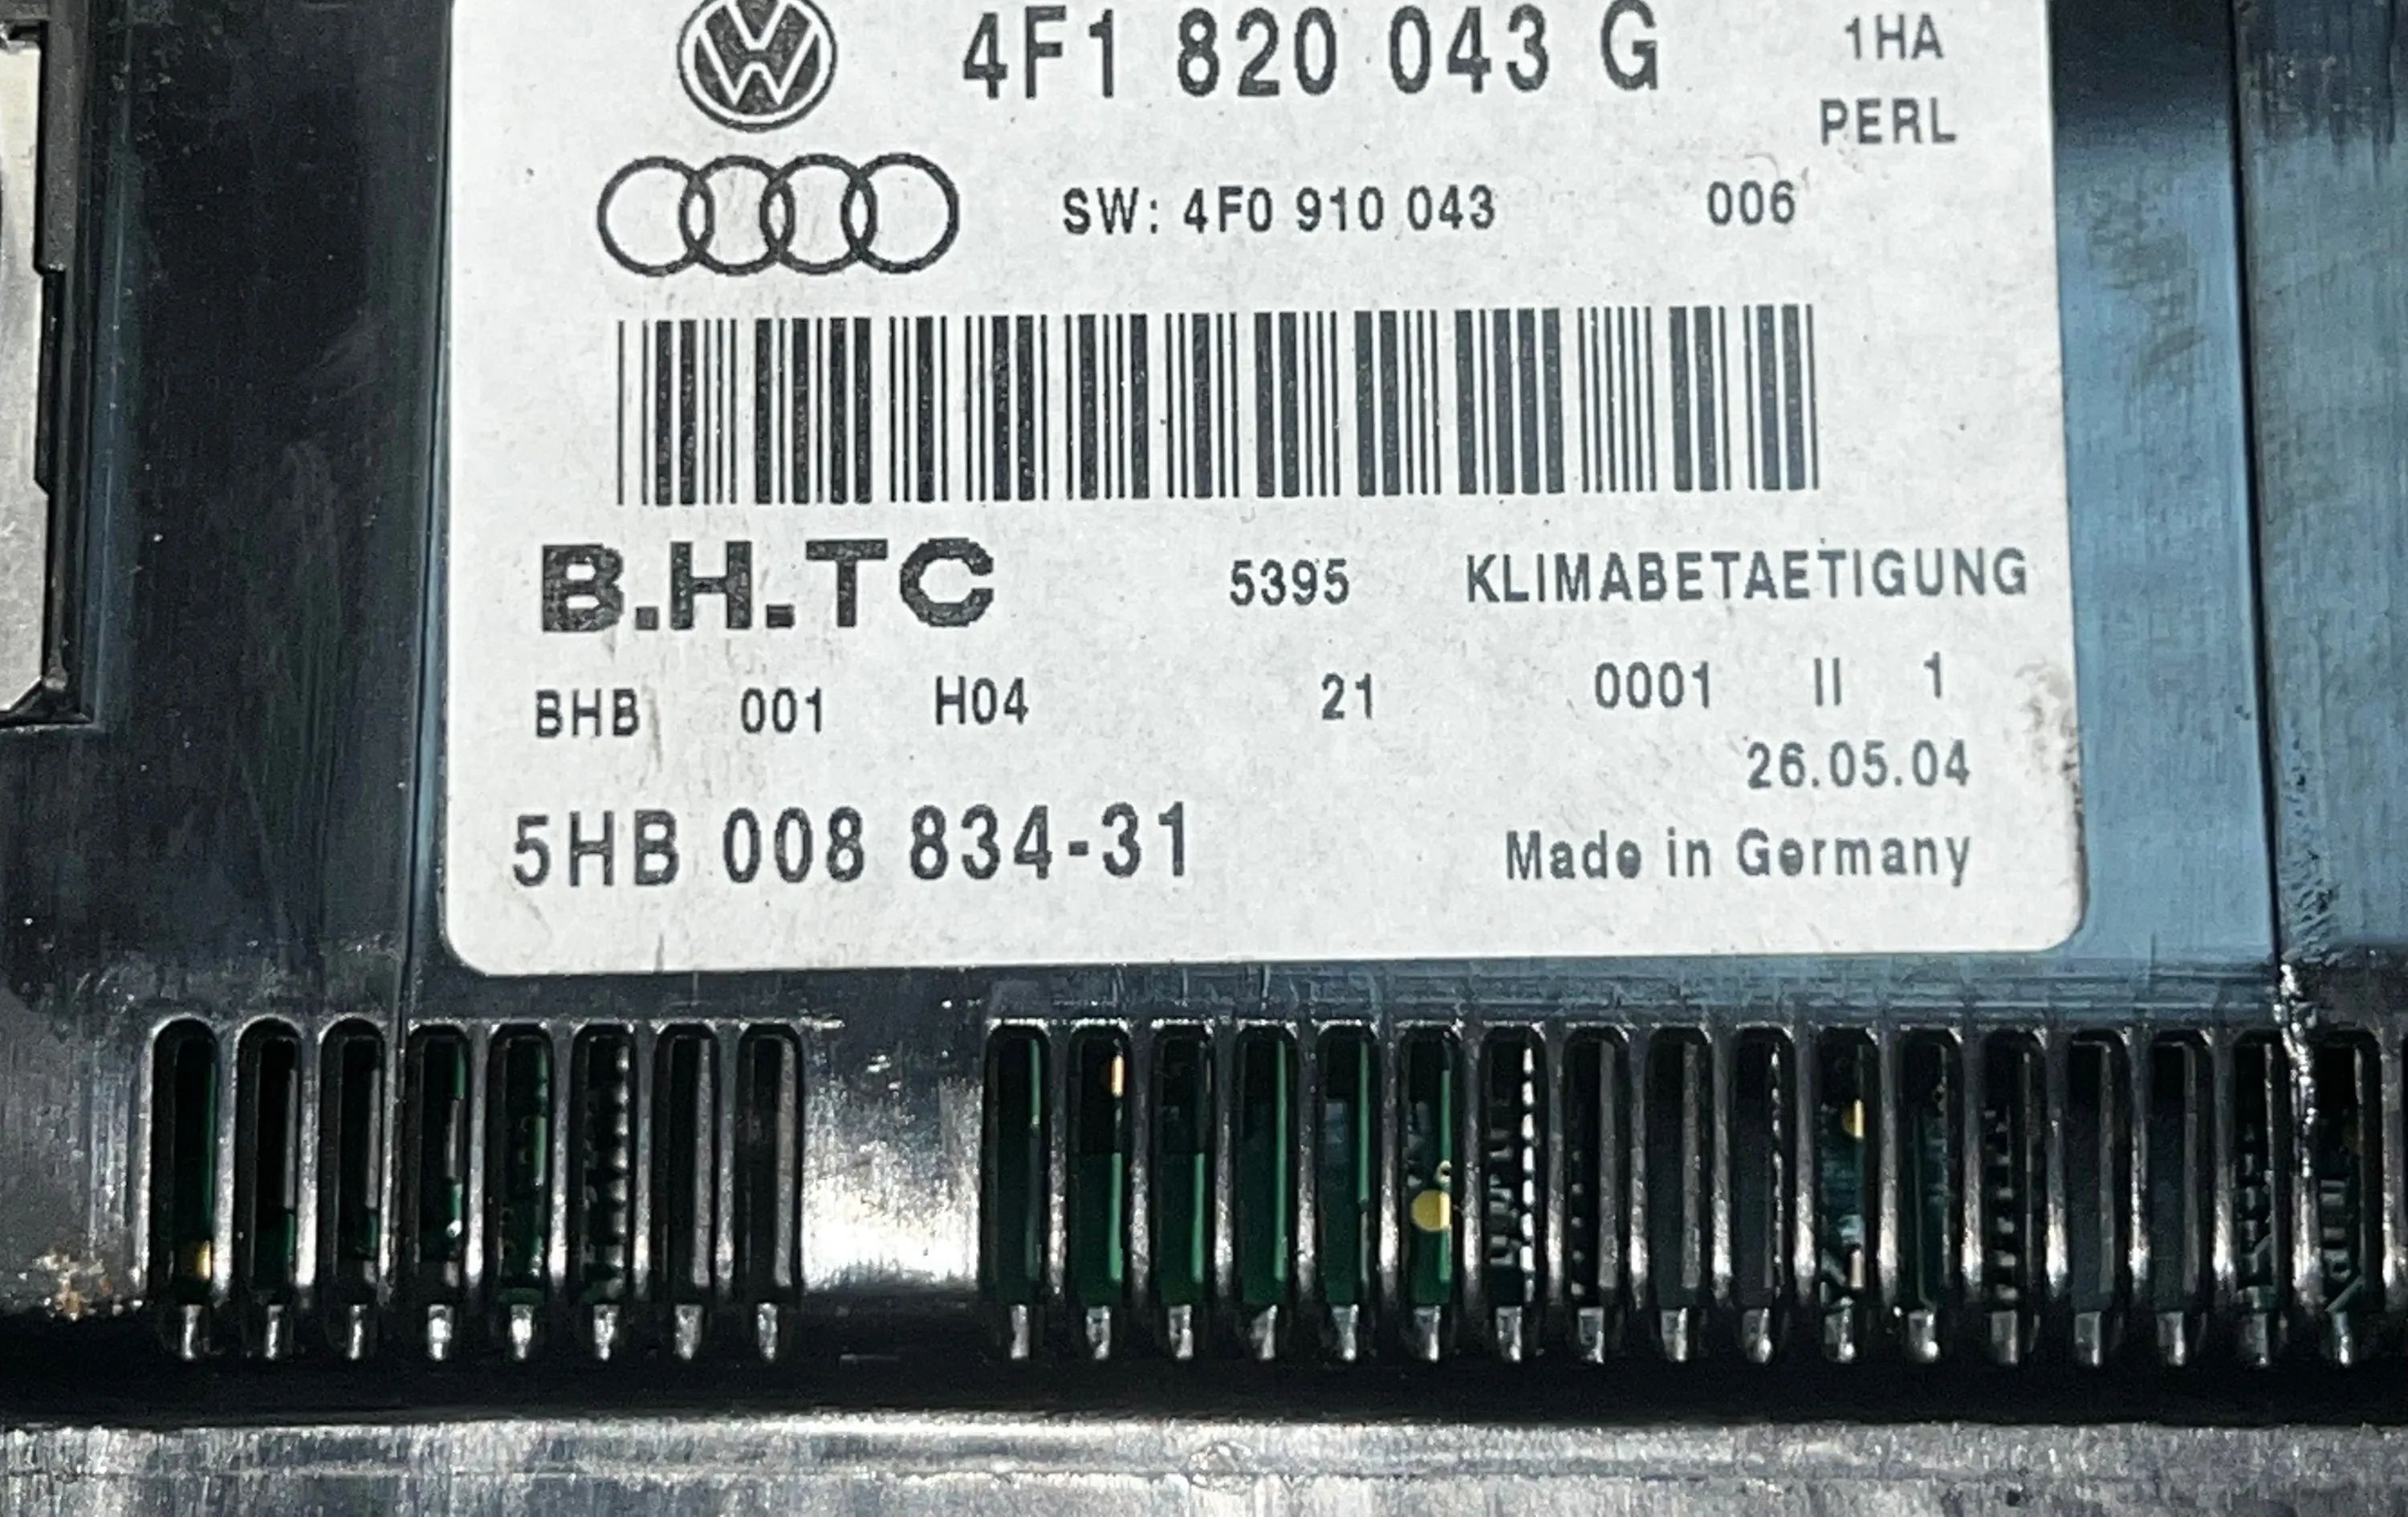 4F1 820 043 G 1HA
PERL
SW: 4F0 910 043 006
B.H.TC 5395 KLIMABETAETIGUNG
BHB 001 H04 21 0001 II 1
26.05.04
5HB 008 834-31 Made in Germany